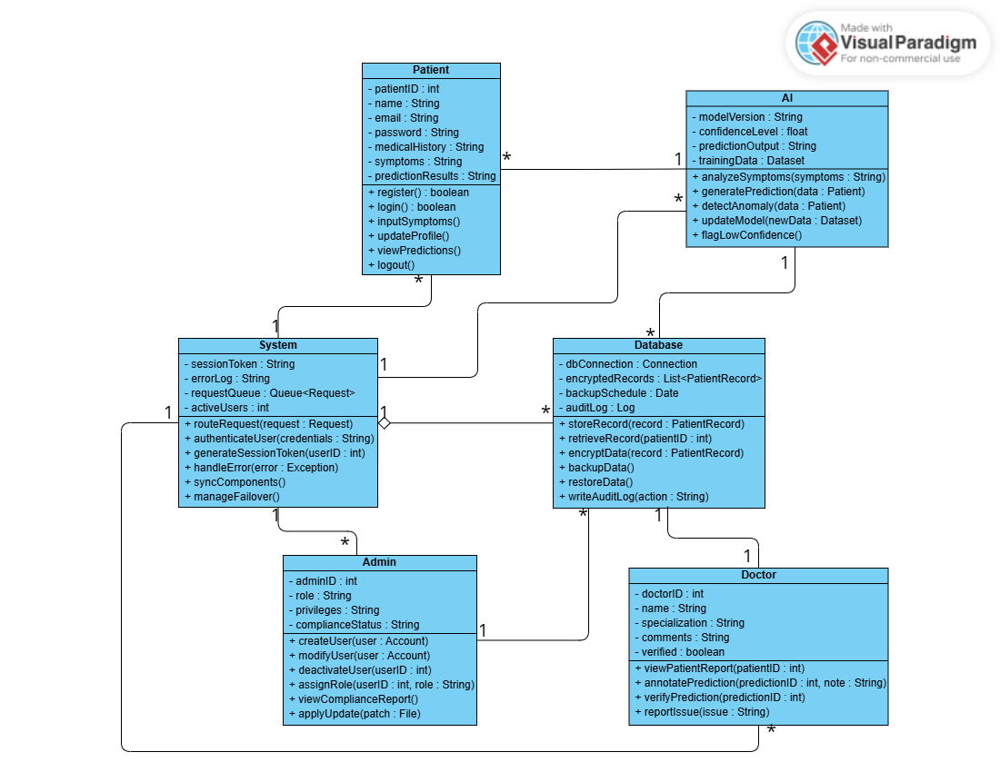 Made with
Visual Paradigm
For non-commercial use
Patient
- patientID : int
- name : String
- email : String
- password : String
- medicalHistory : String
- symptoms : String
- predictionResults : String
+ register() : boolean
+ login() : boolean
+ inputSymptoms()
+ updateProfile()
+ viewPredictions()
+ logout()
*
1
AI
- modelVersion : String
- confidenceLevel : float
- predictionOutput : String
- trainingData : Dataset
+ analyzeSymptoms(symptoms : String)
+ generatePrediction(data : Patient)
+ detectAnomaly(data : Patient)
+ updateModel(newData : Dataset)
+ flagLowConfidence()
*
1
*
1
*
System
- sessionToken : String
- errorLog : String
- requestQueue : Queue<Request>
- activeUsers : int
+ routeRequest(request : Request)
+ authenticateUser(credentials : String)
+ generateSessionToken(userID : int)
+ handleError(error : Exception)
+ syncComponents()
+ manageFailover()
1
1
1
*
Database
- dbConnection : Connection
- encryptedRecords : List<PatientRecord>
- backupSchedule : Date
- auditLog : Log
+ storeRecord(record : PatientRecord)
+ retrieveRecord(patientID : int)
+ encryptData(record : PatientRecord)
+ backupData()
+ restoreData()
+ writeAuditLog(action : String)
1
*
*
1
1
1
Admin
- adminID : int
- role : String
- privileges : String
- complianceStatus : String
+ createUser(user : Account)
+ modifyUser(user : Account)
+ deactivateUser(userID : int)
+ assignRole(userID : int, role : String)
+ viewComplianceReport()
+ applyUpdate(patch : File)
Doctor
- doctorID : int
- name : String
- specialization : String
- comments : String
- verified : boolean
+ viewPatientReport(patientID : int)
+ annotatePrediction(predictionID : int, note : String)
+ verifyPrediction(predictionID : int)
+ reportIssue(issue : String)
*